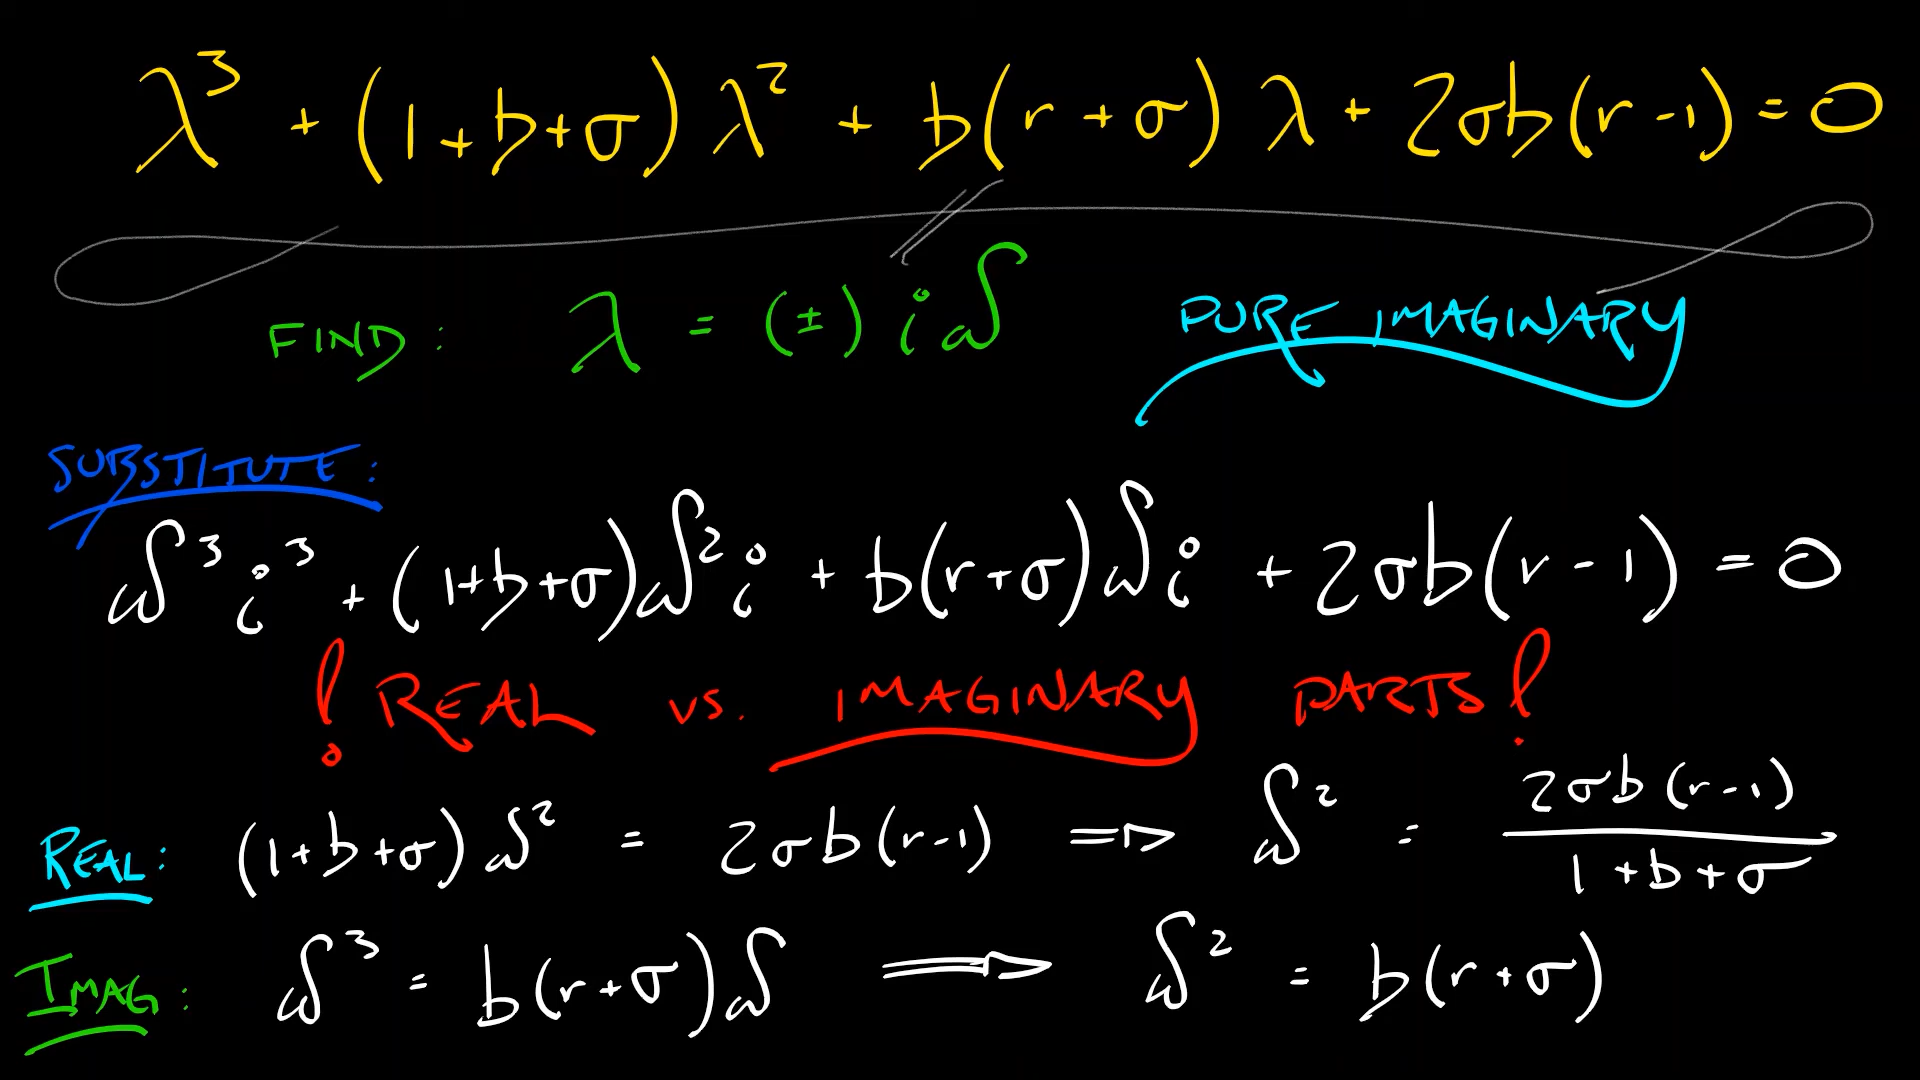 λ³ + (1+b+σ)λ² + b(r+σ)λ + 2σb(r-1) = 0
FIND: λ = (±) iω
PURE IMAGINARY
SUBSTITUTE:
ω³i³ + (1+b+σ)ω²i + b(r+σ)ωi + 2σb(r-1) = 0
! REAL vs. IMAGINARY PARTS!
REAL: (1+b+σ)ω² = 2σb(r-1) ⇒ ω² = 2σb(r-1) / 1+b+σ
IMAG: ω³ = b(r+σ)ω ⇒ ω² = b(r+σ)